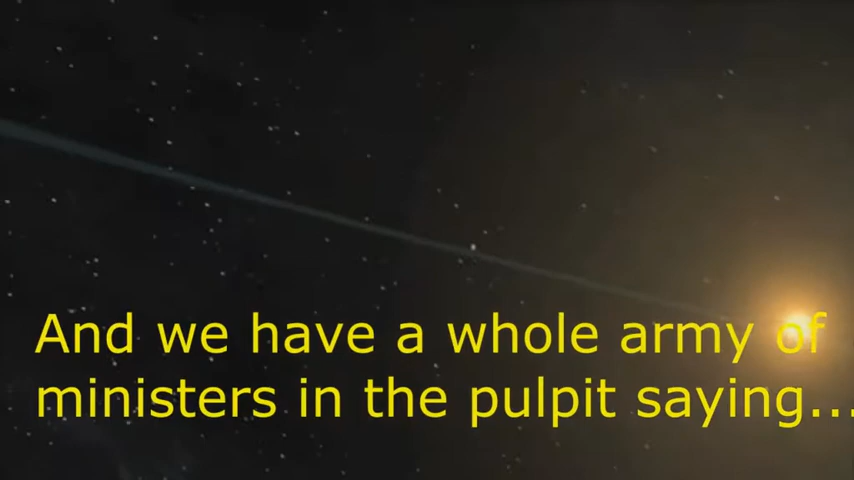 And we have a whole army of
ministers in the pulpit saying...